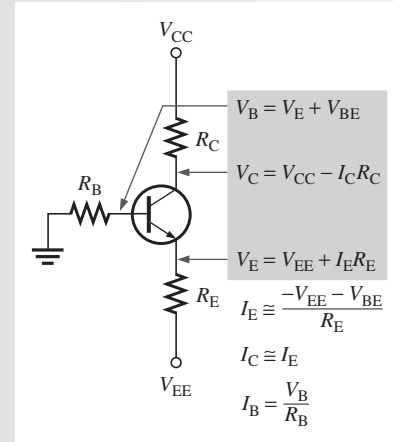 V_CC
V_B = V_E + V_BE
R_C
V_C = V_CC − I_C R_C
R_B
V_E = V_EE + I_E R_E
R_E
I_E ≅ (−V_EE − V_BE) / R_E
I_C ≅ I_E
V_EE
I_B = V_B / R_B